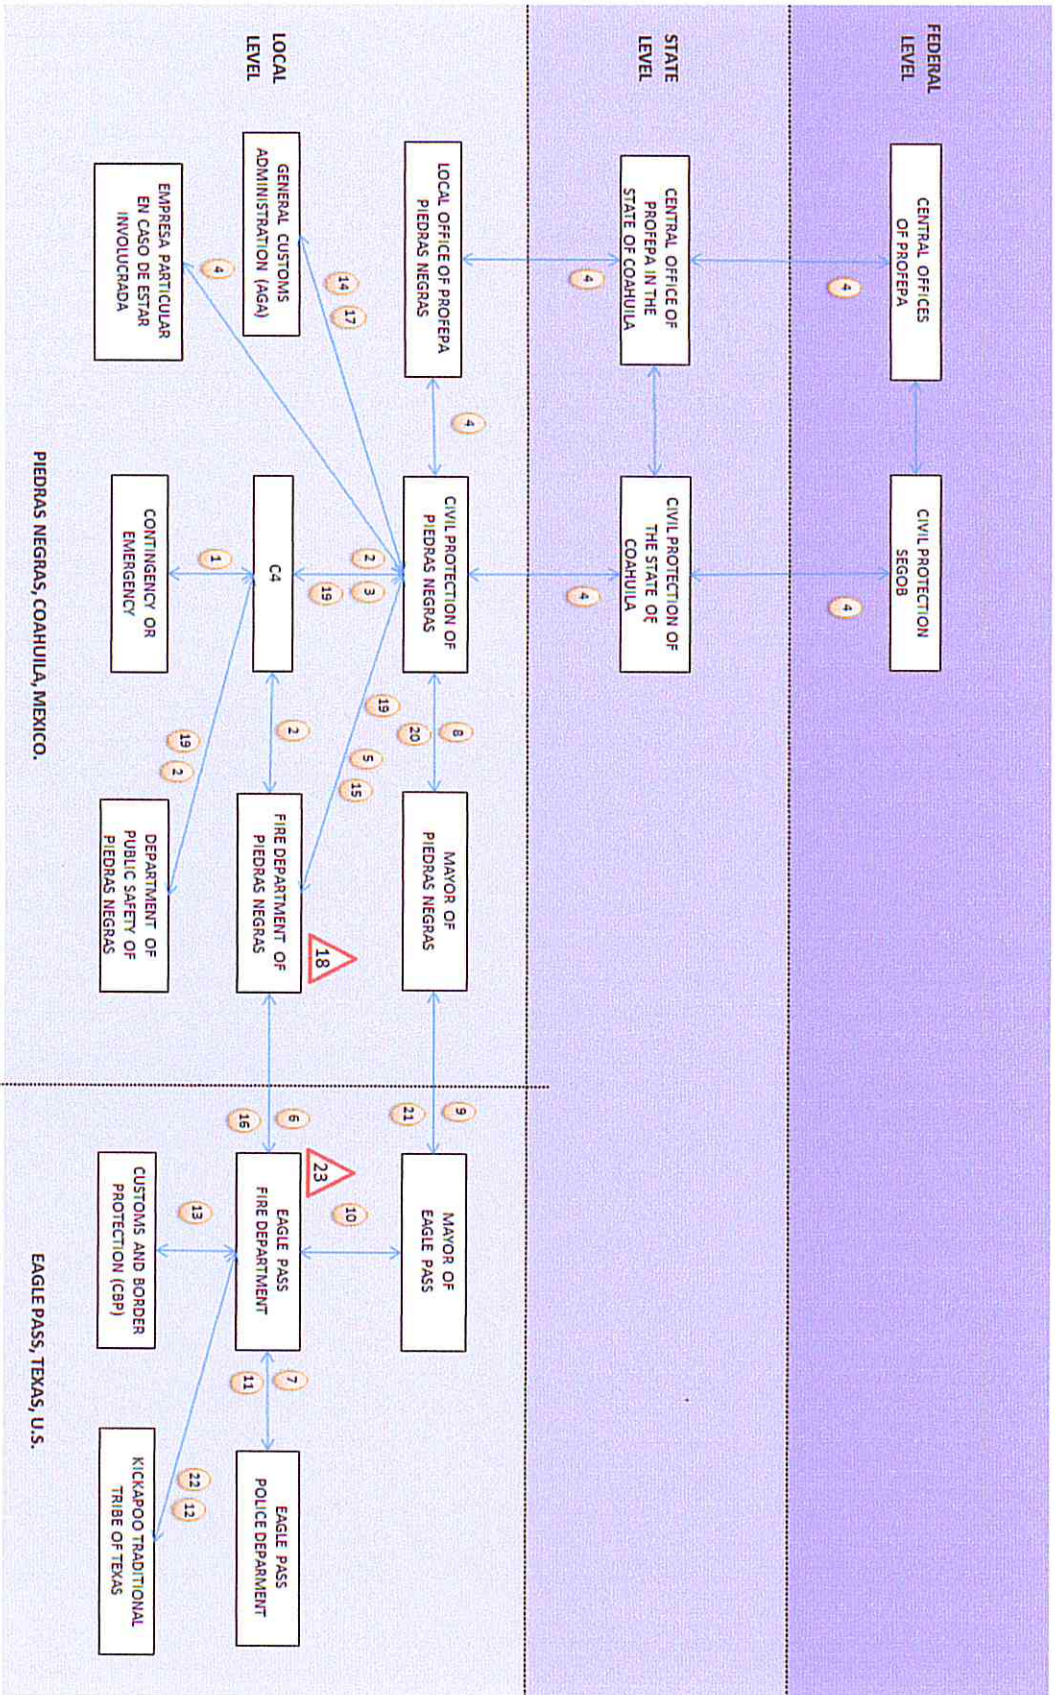 FEDERAL
LEVEL
CENTRAL OFFICES
OF PROFEPA
CIVIL PROTECTION
SEGOB
4
4
STATE
LEVEL
CENTRAL OFFICE OF
PROFEPA IN THE
STATE OF COAHUILA
CIVIL PROTECTION OF
THE STATE OF
COAHUILA
4
4
LOCAL
LEVEL
LOCAL OFFICE OF PROFEPA
PIEDRAS NEGRAS
4
CIVIL PROTECTION OF
PIEDRAS NEGRAS
8
20
MAYOR OF
PIEDRAS NEGRAS
9
21
MAYOR OF
EAGLE PASS
GENERAL CUSTOMS
ADMINISTRATION (AGA)
14
17
2
3
19
19
5
15
18
23
10
C4
2
FIRE DEPARTMENT OF
PIEDRAS NEGRAS
6
16
EAGLE PASS
FIRE DEPARTMENT
7
11
EAGLE PASS
POLICE DEPARMENT
4
1
19
2
13
22
12
EMPRESA PARTICULAR
EN CASO DE ESTAR
INVOLUCRADA
CONTINGENCY OR
EMERGENCY
DEPARTMENT OF
PUBLIC SAFETY OF
PIEDRAS NEGRAS
CUSTOMS AND BORDER
PROTECTION (CBP)
KICKAPOO TRADITIONAL
TRIBE OF TEXAS
PIEDRAS NEGRAS, COAHUILA, MEXICO.
EAGLE PASS, TEXAS, U.S.